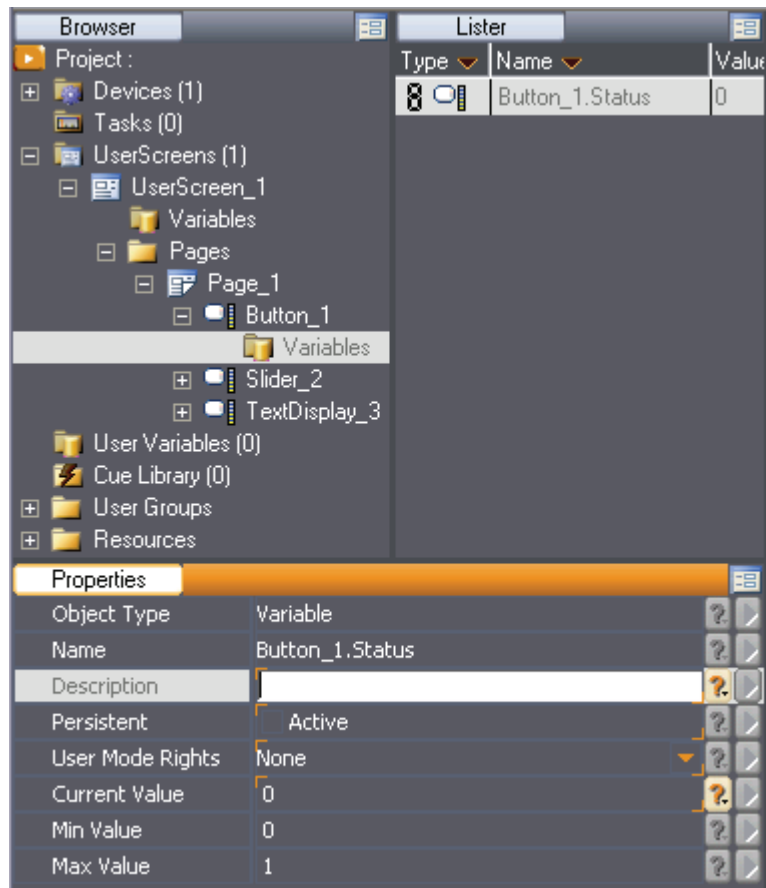 Browser
Project :
Devices (1)
Tasks (0)
UserScreens (1)
UserScreen_1
Variables
Pages
Page_1
Button_1
Variables
Slider_2
TextDisplay_3
User Variables (0)
Cue Library (0)
User Groups
Resources
Lister
Type Name Value
Button_1.Status 0
Properties
Object Type Variable
Name Button_1.Status
Description
Persistent Active
User Mode Rights None
Current Value 0
Min Value 0
Max Value 1